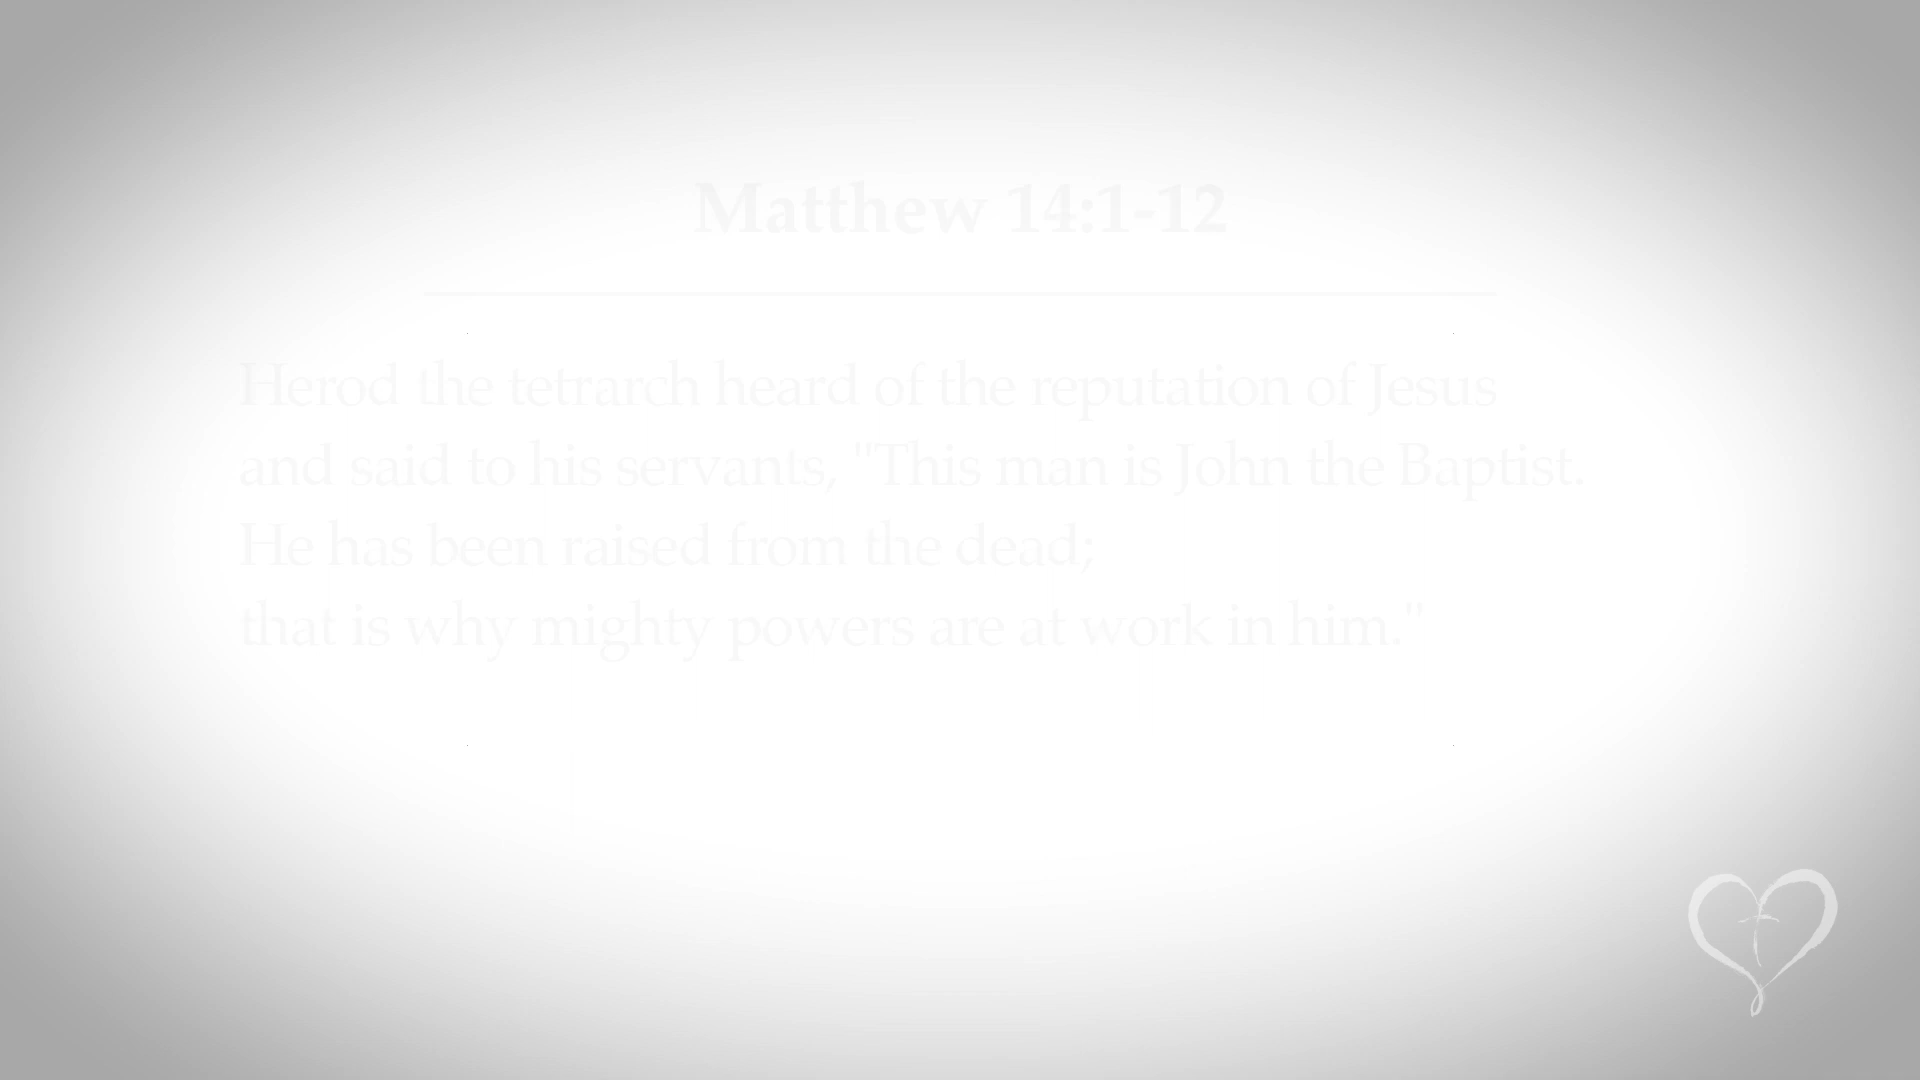 Matthew 14:1-12
Herod the tetrarch heard of the reputation of Jesus
and said to his servants, "This man is John the Baptist.
He has been raised from the dead;
that is why mighty powers are at work in him."